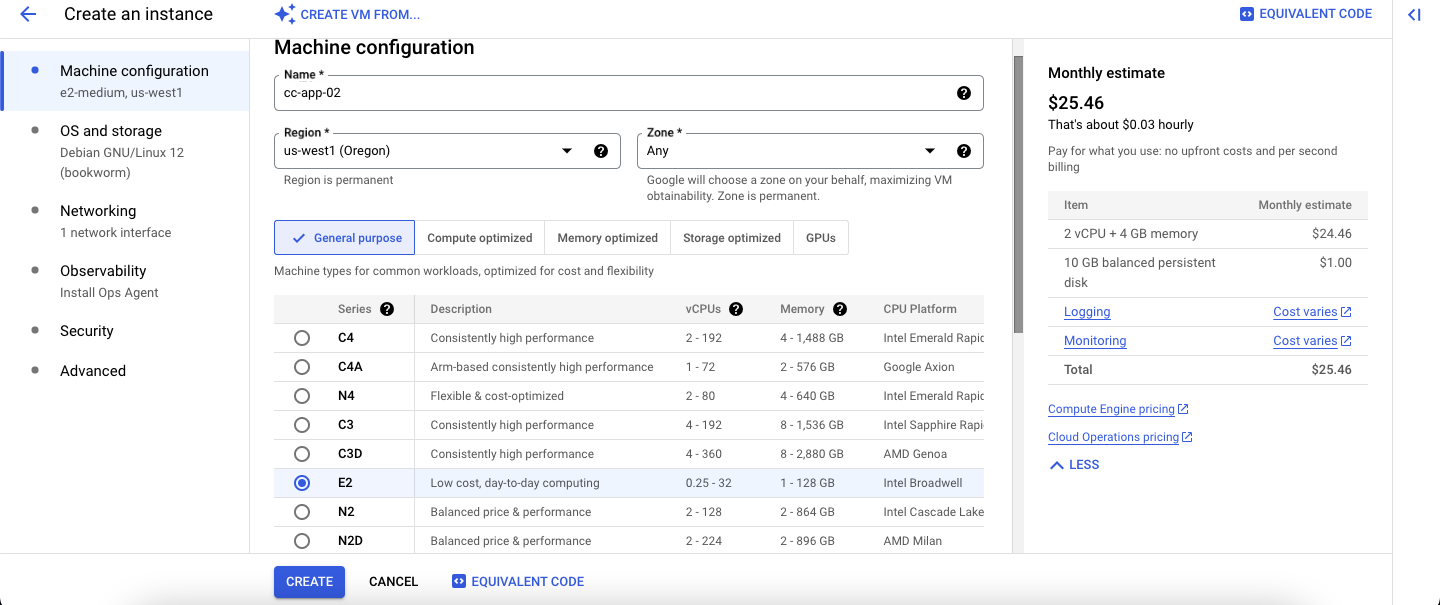 Create an instance
CREATE VM FROM...
EQUIVALENT CODE
Machine configuration
e2-medium, us-west1
OS and storage
Debian GNU/Linux 12
(bookworm)
Networking
1 network interface
Observability
Install Ops Agent
Security
Advanced
Machine configuration
Name *
cc-app-02
Region *
us-west1 (Oregon)
Region is permanent
Zone *
Any
Google will choose a zone on your behalf, maximizing VM
obtainability. Zone is permanent.
General purpose
Compute optimized
Memory optimized
Storage optimized
GPUs
Machine types for common workloads, optimized for cost and flexibility
Series Description vCPUs Memory CPU Platform
C4 Consistently high performance 2 - 192 4 - 1,488 GB Intel Emerald Rapid
C4A Arm-based consistently high performance 1 - 72 2 - 576 GB Google Axion
N4 Flexible & cost-optimized 2 - 80 4 - 640 GB Intel Emerald Rapid
C3 Consistently high performance 4 - 192 8 - 1,536 GB Intel Sapphire Rapi
C3D Consistently high performance 4 - 360 8 - 2,880 GB AMD Genoa
E2 Low cost, day-to-day computing 0.25 - 32 1 - 128 GB Intel Broadwell
N2 Balanced price & performance 2 - 128 2 - 864 GB Intel Cascade Lake
N2D Balanced price & performance 2 - 224 2 - 896 GB AMD Milan
CREATE
CANCEL
EQUIVALENT CODE
Monthly estimate
$25.46
That's about $0.03 hourly
Pay for what you use: no upfront costs and per second
billing
Item Monthly estimate
2 vCPU + 4 GB memory $24.46
10 GB balanced persistent $1.00
disk
Logging Cost varies
Monitoring Cost varies
Total $25.46
Compute Engine pricing
Cloud Operations pricing
LESS